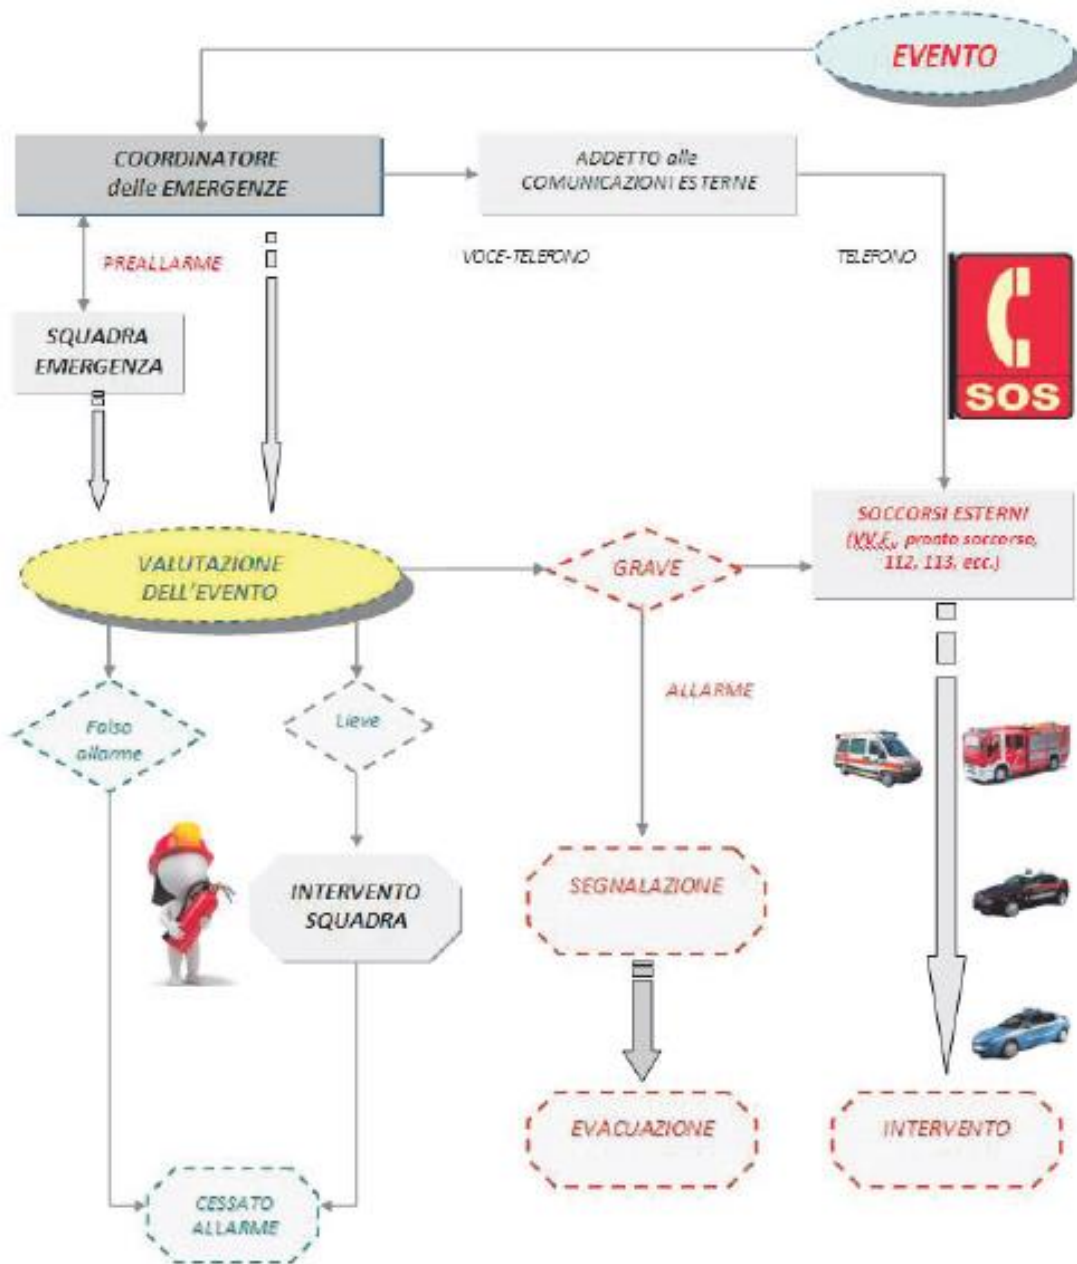 EVENTO
COORDINATORE
delle EMERGENZE
ADDETTO alle
COMUNICAZIONI ESTERNE
PREALLARME
VOCE-TELEFONO
TELEFONO
SQUADRA
EMERGENZA
SOS
VALUTAZIONE
DELL'EVENTO
GRAVE
SOCCORSI ESTERNI
(VV.F., pronto soccorso,
112, 113, ecc.)
ALLARME
Falso
allarme
Lieve
INTERVENTO
SQUADRA
SEGNALAZIONE
EVACUAZIONE
INTERVENTO
CESSATO
ALLARME